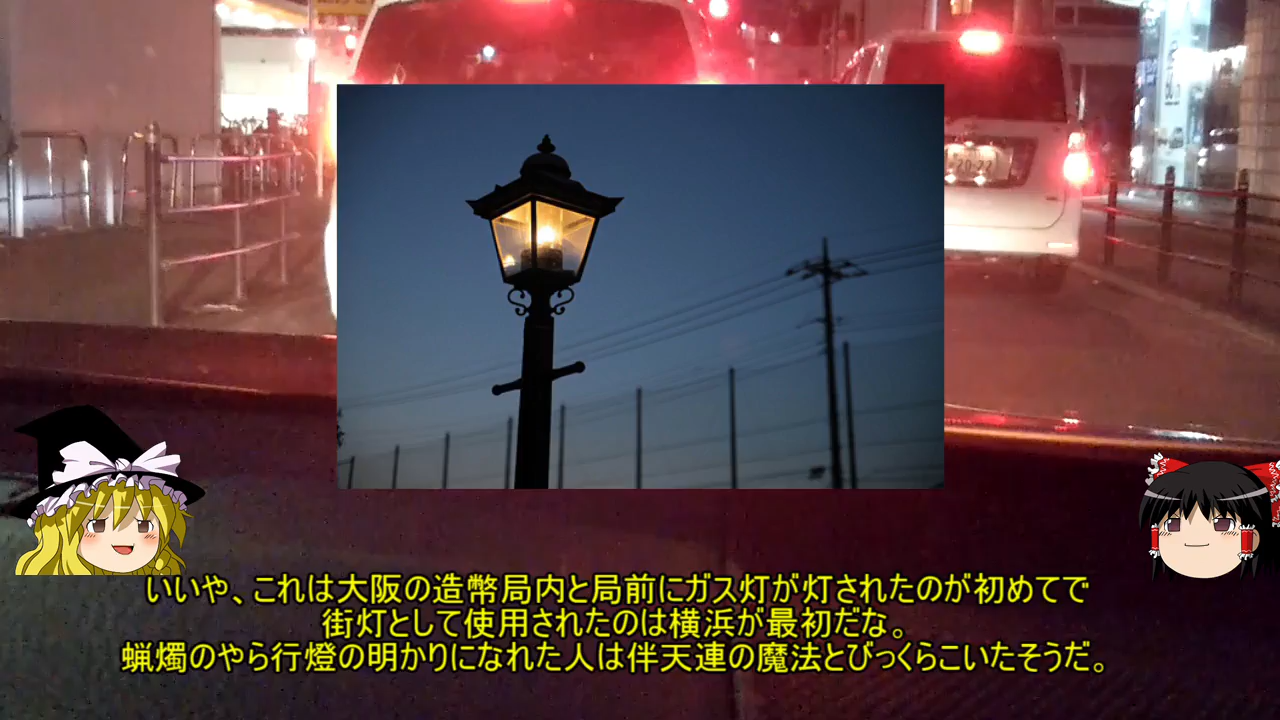 20-22
いいや、これは大阪の造幣局内と局前にガス灯が灯されたのが初めてで
街灯として使用されたのは横浜が最初だな。
蝋燭のやら行燈の明かりになれた人は伴天連の魔法とびっくらこいたそうだ。